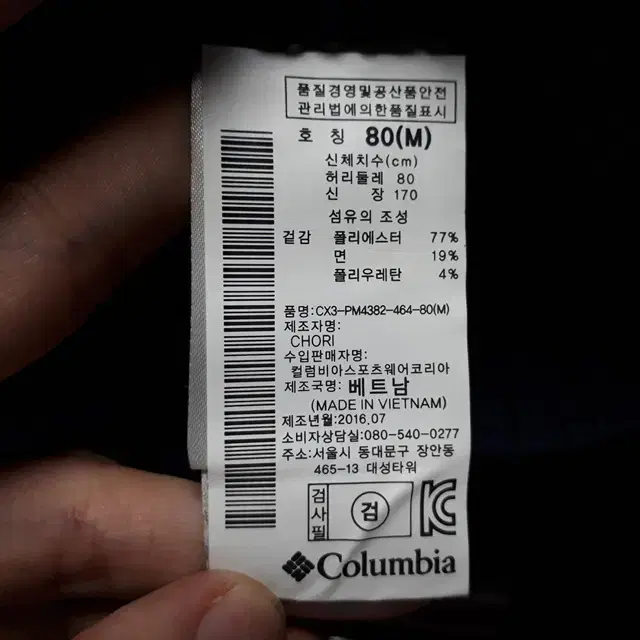 품질경영및공산품안전
관리법에의한품질표시
호 칭 80(M)
신체치수(cm)
허리둘레 80
신 장 170
섬유의 조성
겉감 폴리에스터 77%
면 19%
폴리우레탄 4%
품명:CX3-PM4382-464-80(M)
제조자명:
CHORI
수입판매자명:
컬럼비아스포츠웨어코리아
제조국명:베트남
(MADE IN VIETNAM)
제조년월:2016.07
소비자상담실:080-540-0277
주소:서울시 동대문구 장안동
465-13 대성타워
검사필 검 KC
Columbia